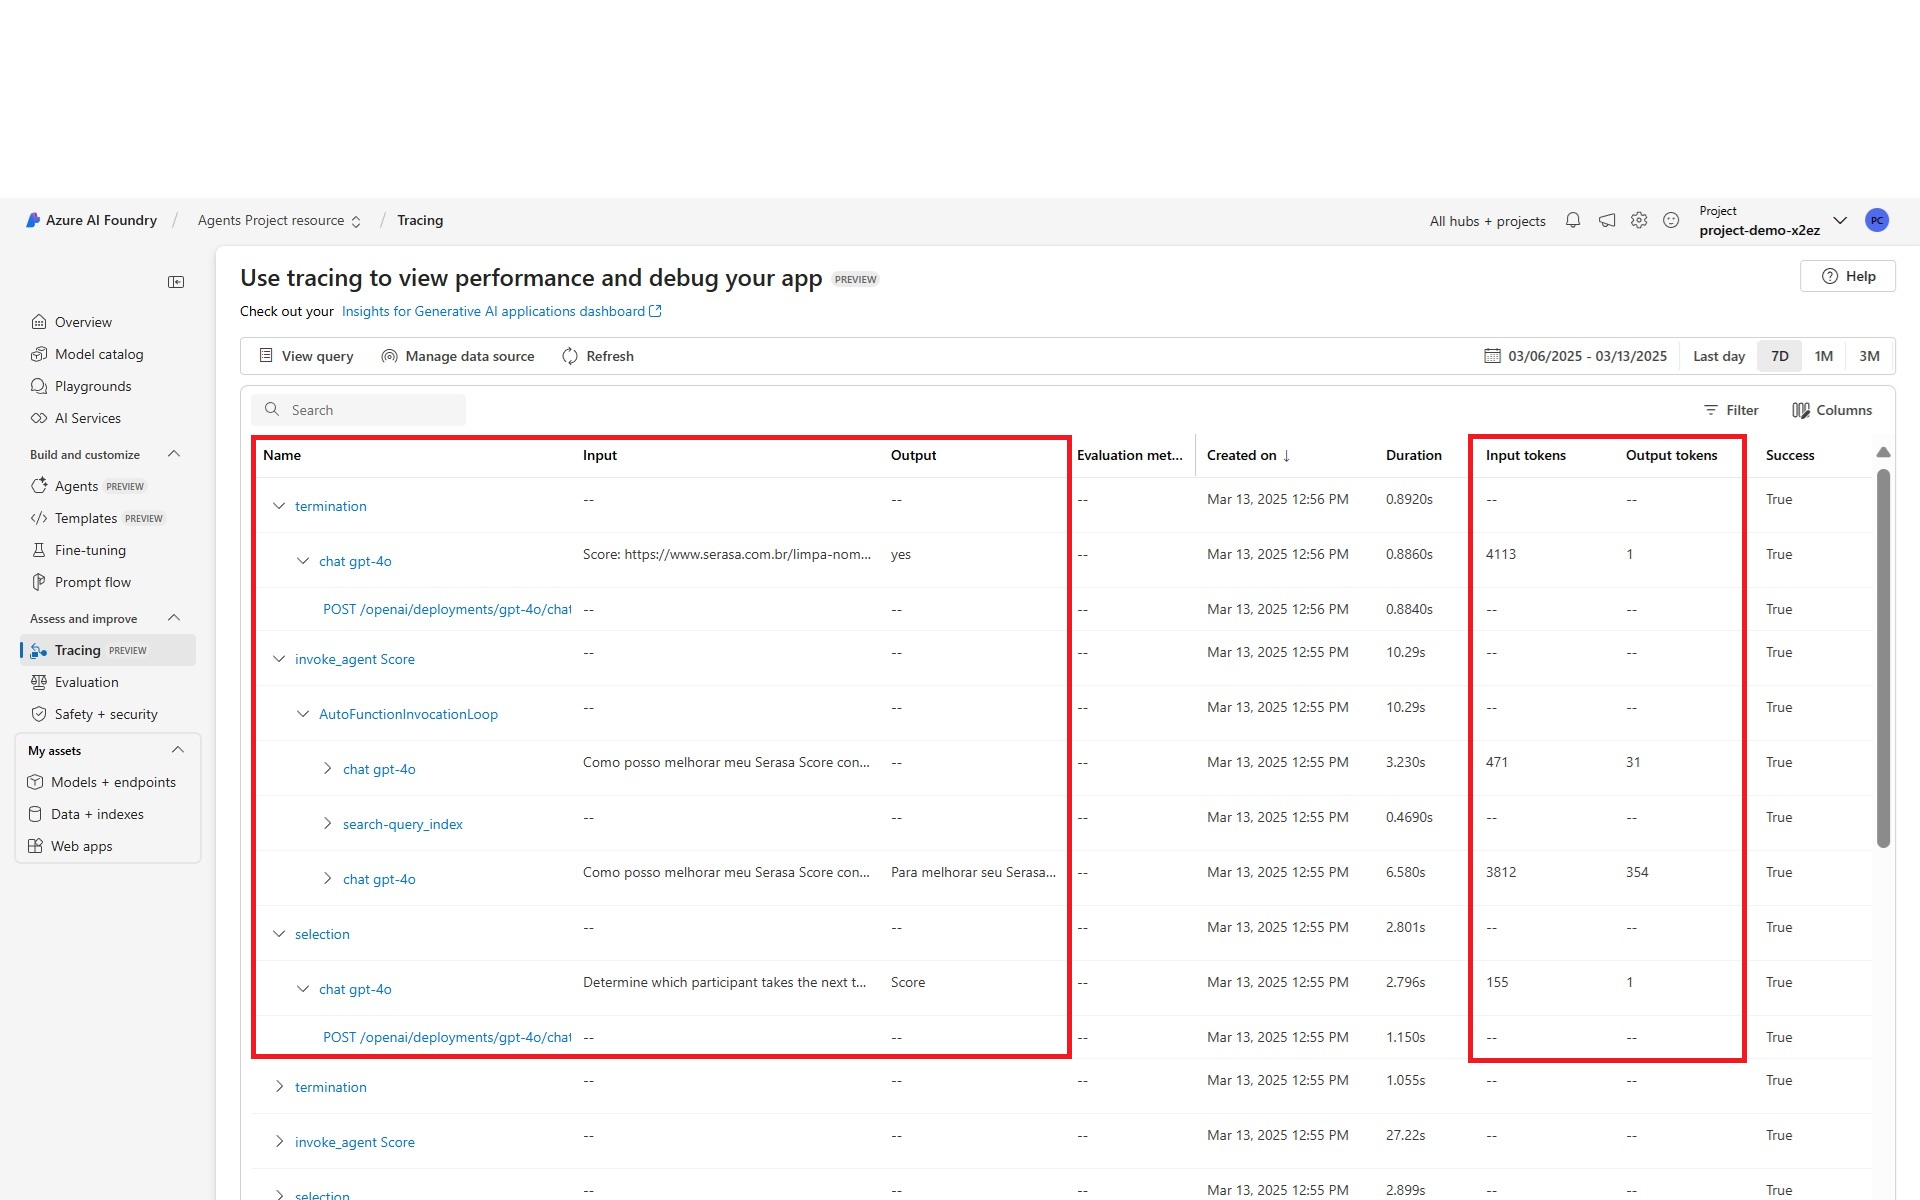 Azure AI Foundry / Agents Project resource / Tracing
All hubs + projects
Project
project-demo-x2ez
PC
Overview
Model catalog
Playgrounds
AI Services
Build and customize
Agents PREVIEW
Templates PREVIEW
Fine-tuning
Prompt flow
Assess and improve
Tracing PREVIEW
Evaluation
Safety + security
My assets
Models + endpoints
Data + indexes
Web apps
Use tracing to view performance and debug your app PREVIEW
Help
Check out your Insights for Generative AI applications dashboard
View query Manage data source Refresh 03/06/2025 - 03/13/2025 Last day 7D 1M 3M
Search Filter Columns
Name Input Output Evaluation met... Created on ↓ Duration Input tokens Output tokens Success
termination -- -- -- Mar 13, 2025 12:56 PM 0.8920s -- -- True
chat gpt-4o Score: https://www.serasa.com.br/limpa-nom... yes -- Mar 13, 2025 12:56 PM 0.8860s 4113 1 True
POST /openai/deployments/gpt-4o/chat -- -- -- Mar 13, 2025 12:56 PM 0.8840s -- -- True
invoke_agent Score -- -- -- Mar 13, 2025 12:55 PM 10.29s -- -- True
AutoFunctionInvocationLoop -- -- -- Mar 13, 2025 12:55 PM 10.29s -- -- True
chat gpt-4o Como posso melhorar meu Serasa Score con... -- -- Mar 13, 2025 12:55 PM 3.230s 471 31 True
search-query_index -- -- -- Mar 13, 2025 12:55 PM 0.4690s -- -- True
chat gpt-4o Como posso melhorar meu Serasa Score con... Para melhorar seu Serasa... -- Mar 13, 2025 12:55 PM 6.580s 3812 354 True
selection -- -- -- Mar 13, 2025 12:55 PM 2.801s -- -- True
chat gpt-4o Determine which participant takes the next t... Score -- Mar 13, 2025 12:55 PM 2.796s 155 1 True
POST /openai/deployments/gpt-4o/chat -- -- -- Mar 13, 2025 12:55 PM 1.150s -- -- True
termination -- -- -- Mar 13, 2025 12:55 PM 1.055s -- -- True
invoke_agent Score -- -- -- Mar 13, 2025 12:55 PM 27.22s -- -- True
selection -- -- -- Mar 13, 2025 12:55 PM 2.899s -- -- True